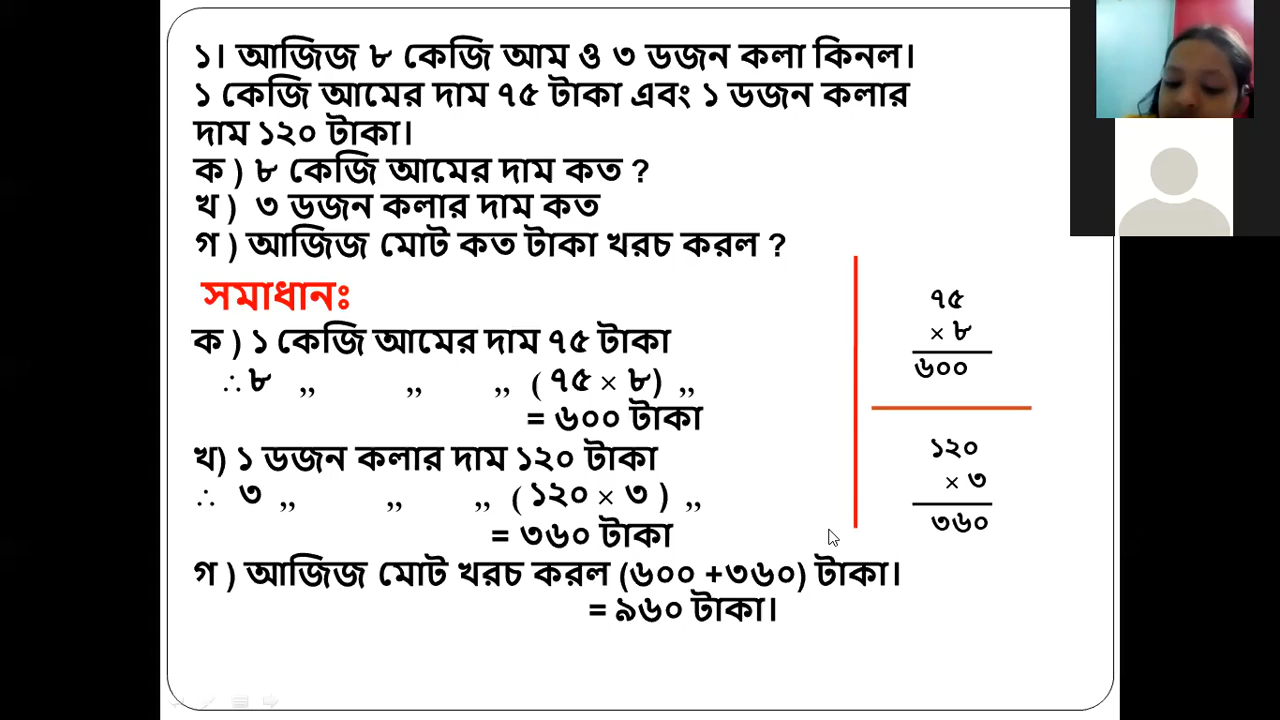 ১। আজিজ ৮ কেজি আম ও ৩ ডজন কলা কিনল।
১ কেজি আমের দাম ৭৫ টাকা এবং ১ ডজন কলার
দাম ১২০ টাকা।
ক ) ৮ কেজি আমের দাম কত ?
খ ) ৩ ডজন কলার দাম কত
গ ) আজিজ মোট কত টাকা খরচ করল ?
সমাধানঃ
ক ) ১ কেজি আমের দাম ৭৫ টাকা
∴ ৮ ,, ,, ,, ( ৭৫ × ৮) ,,
= ৬০০ টাকা
খ) ১ ডজন কলার দাম ১২০ টাকা
∴ ৩ ,, ,, ,, ( ১২০ × ৩ ) ,,
= ৩৬০ টাকা
গ ) আজিজ মোট খরচ করল (৬০০ +৩৬০) টাকা।
= ৯৬০ টাকা।
৭৫
× ৮
৬০০
১২০
× ৩
৩৬০